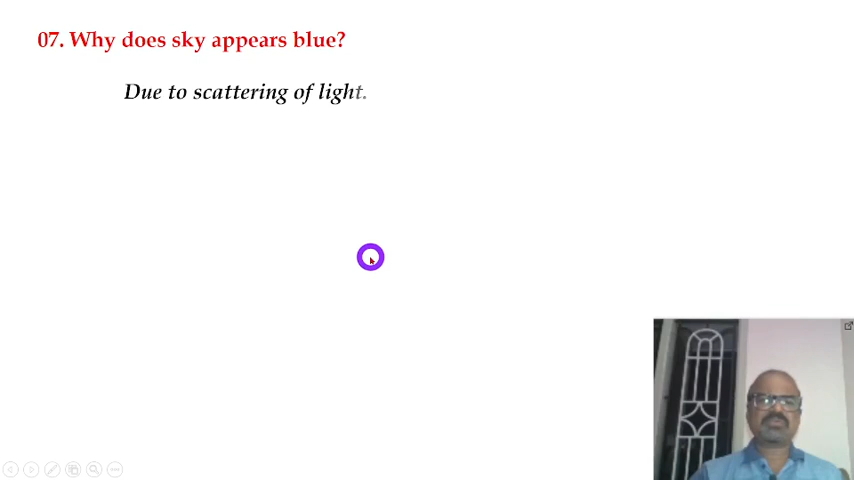 07. Why does sky appears blue?
Due to scattering of light.